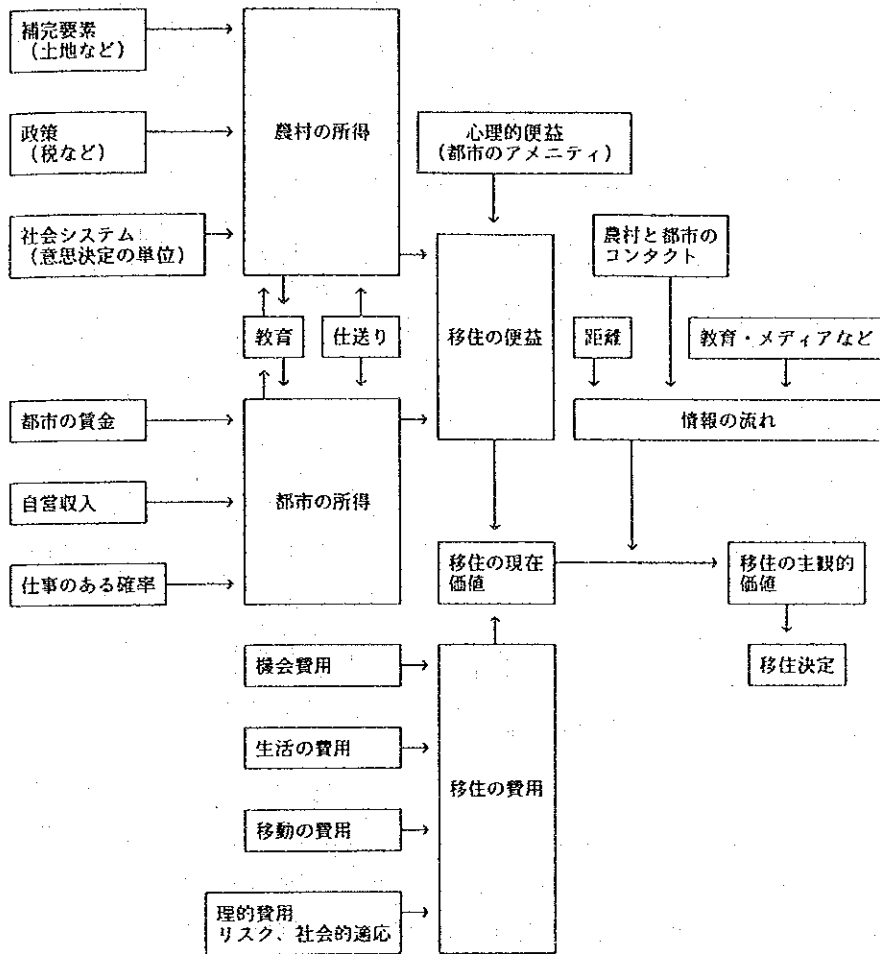 補完要素
(土地など)
農村の所得
政策
(税など)
心理的便益
(都市のアメニティ)
社会システム
(意思決定の単位)
農村と都市の
コンタクト
教育
仕送り
移住の便益
距離
教育・メディアなど
都市の賃金
情報の流れ
自営収入
都市の所得
仕事のある確率
移住の現在
価値
移住の主観的
価値
機会費用
移住決定
生活の費用
移住の費用
移動の費用
理的費用
リスク、社会的適応